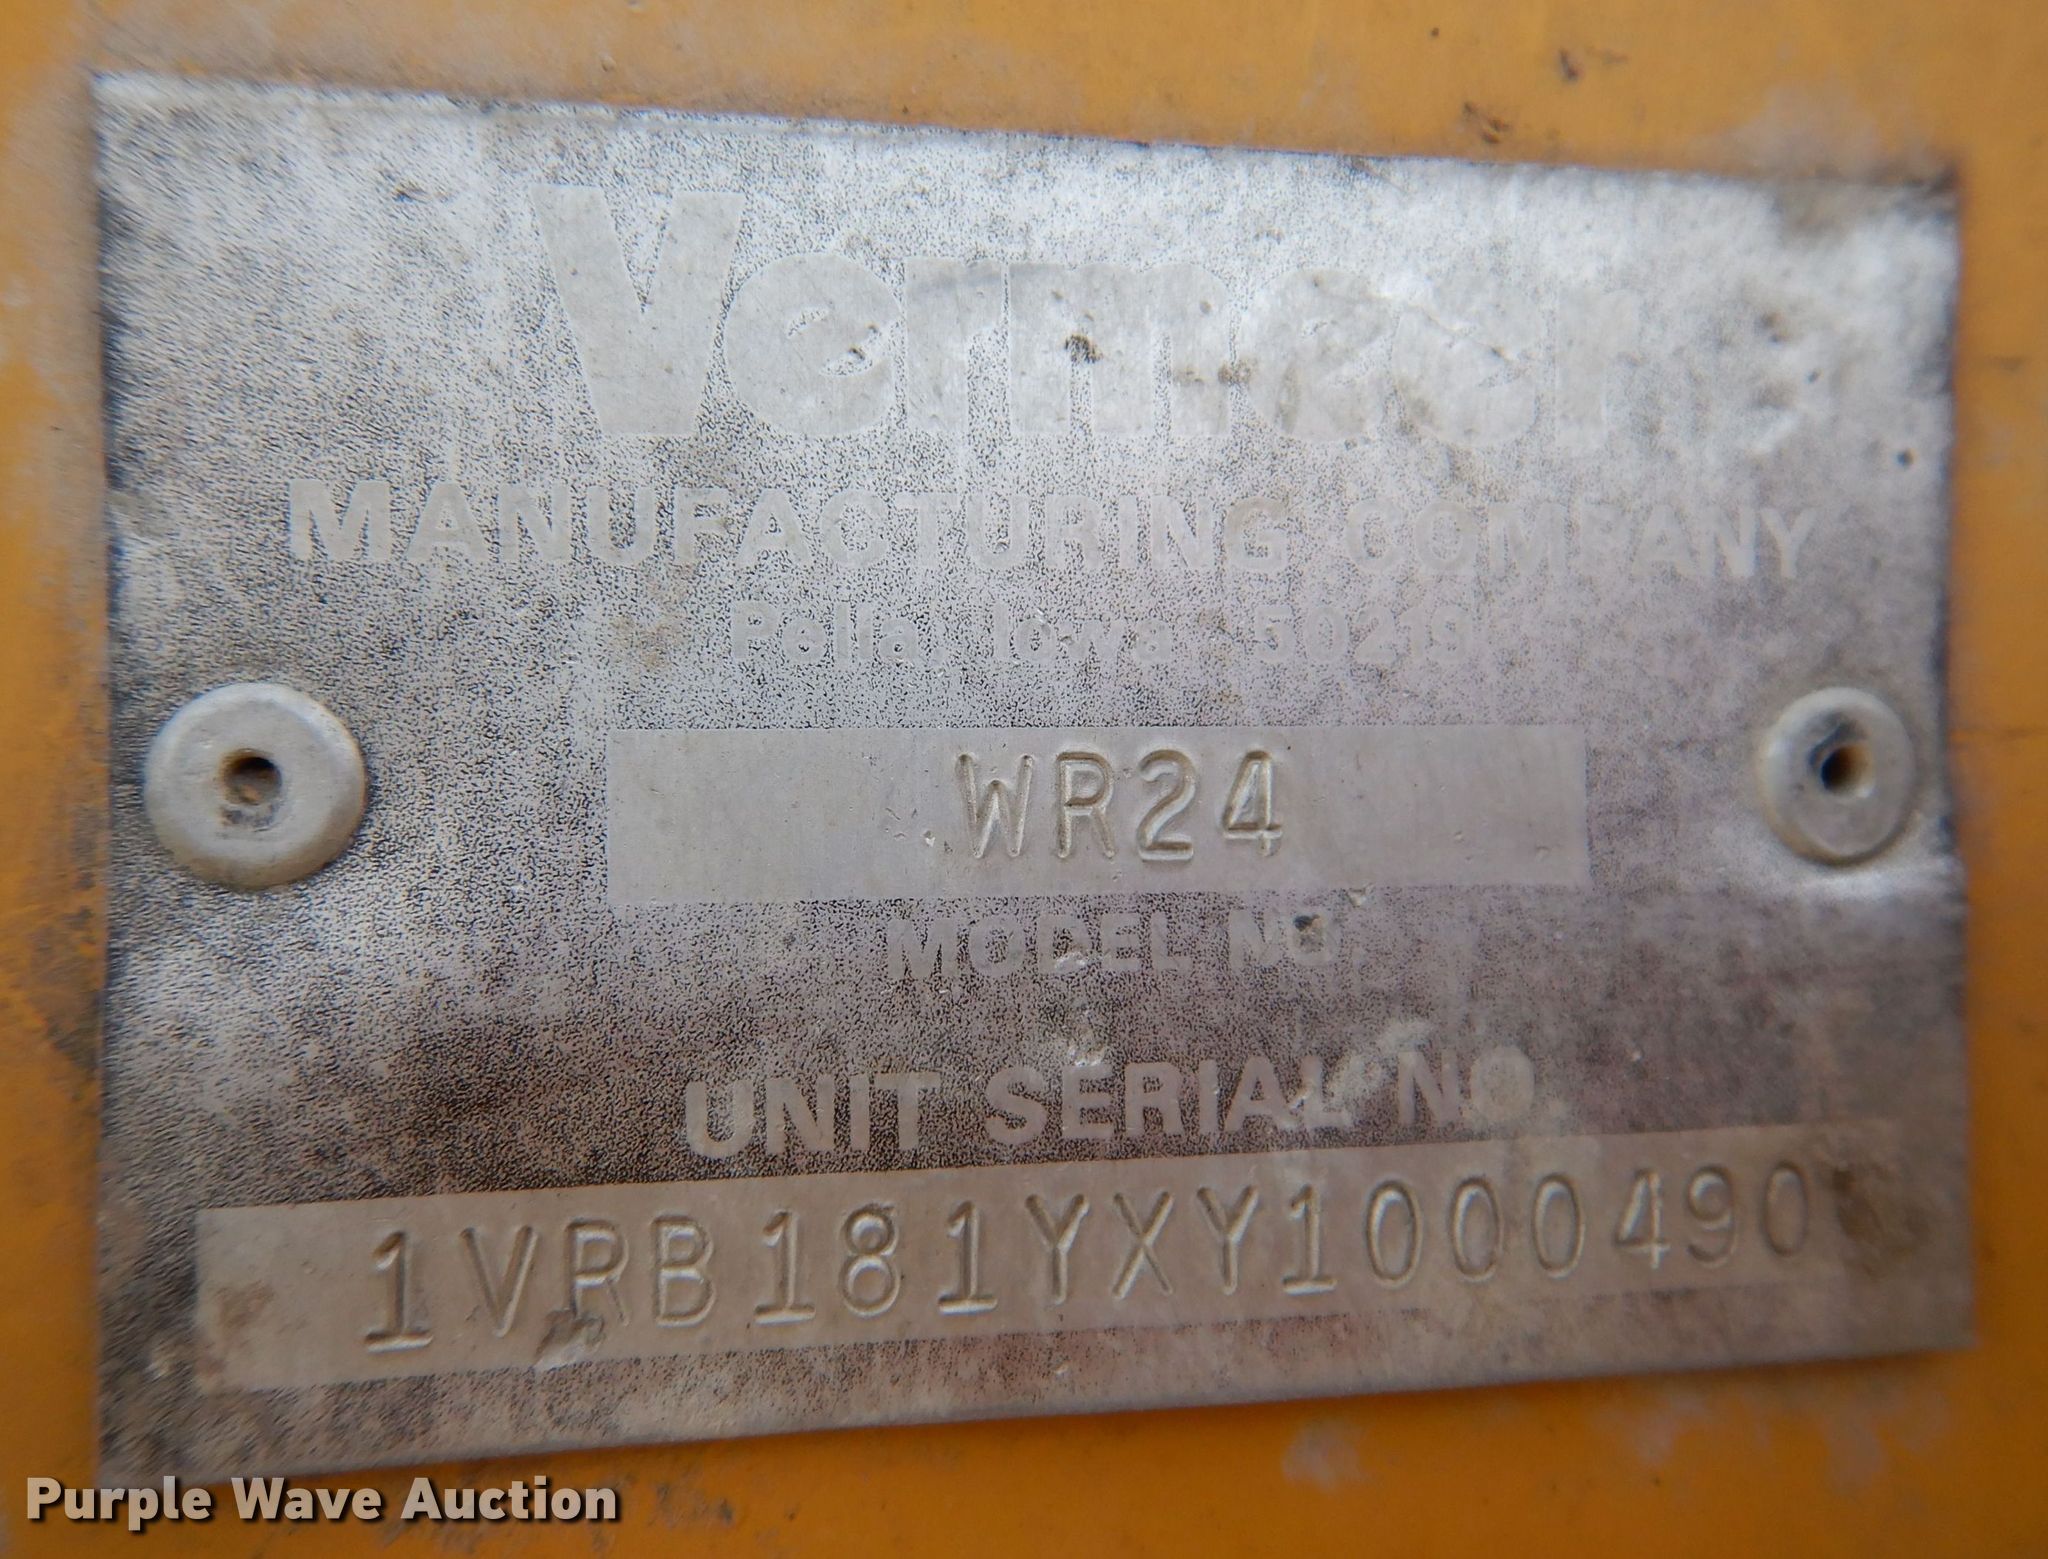 Vermeer
MANUFACTURING COMPANY
Pella, Iowa 50219
WR24
MODEL NO.
UNIT SERIAL NO.
1VRB181YXY1000490
Purple Wave Auction